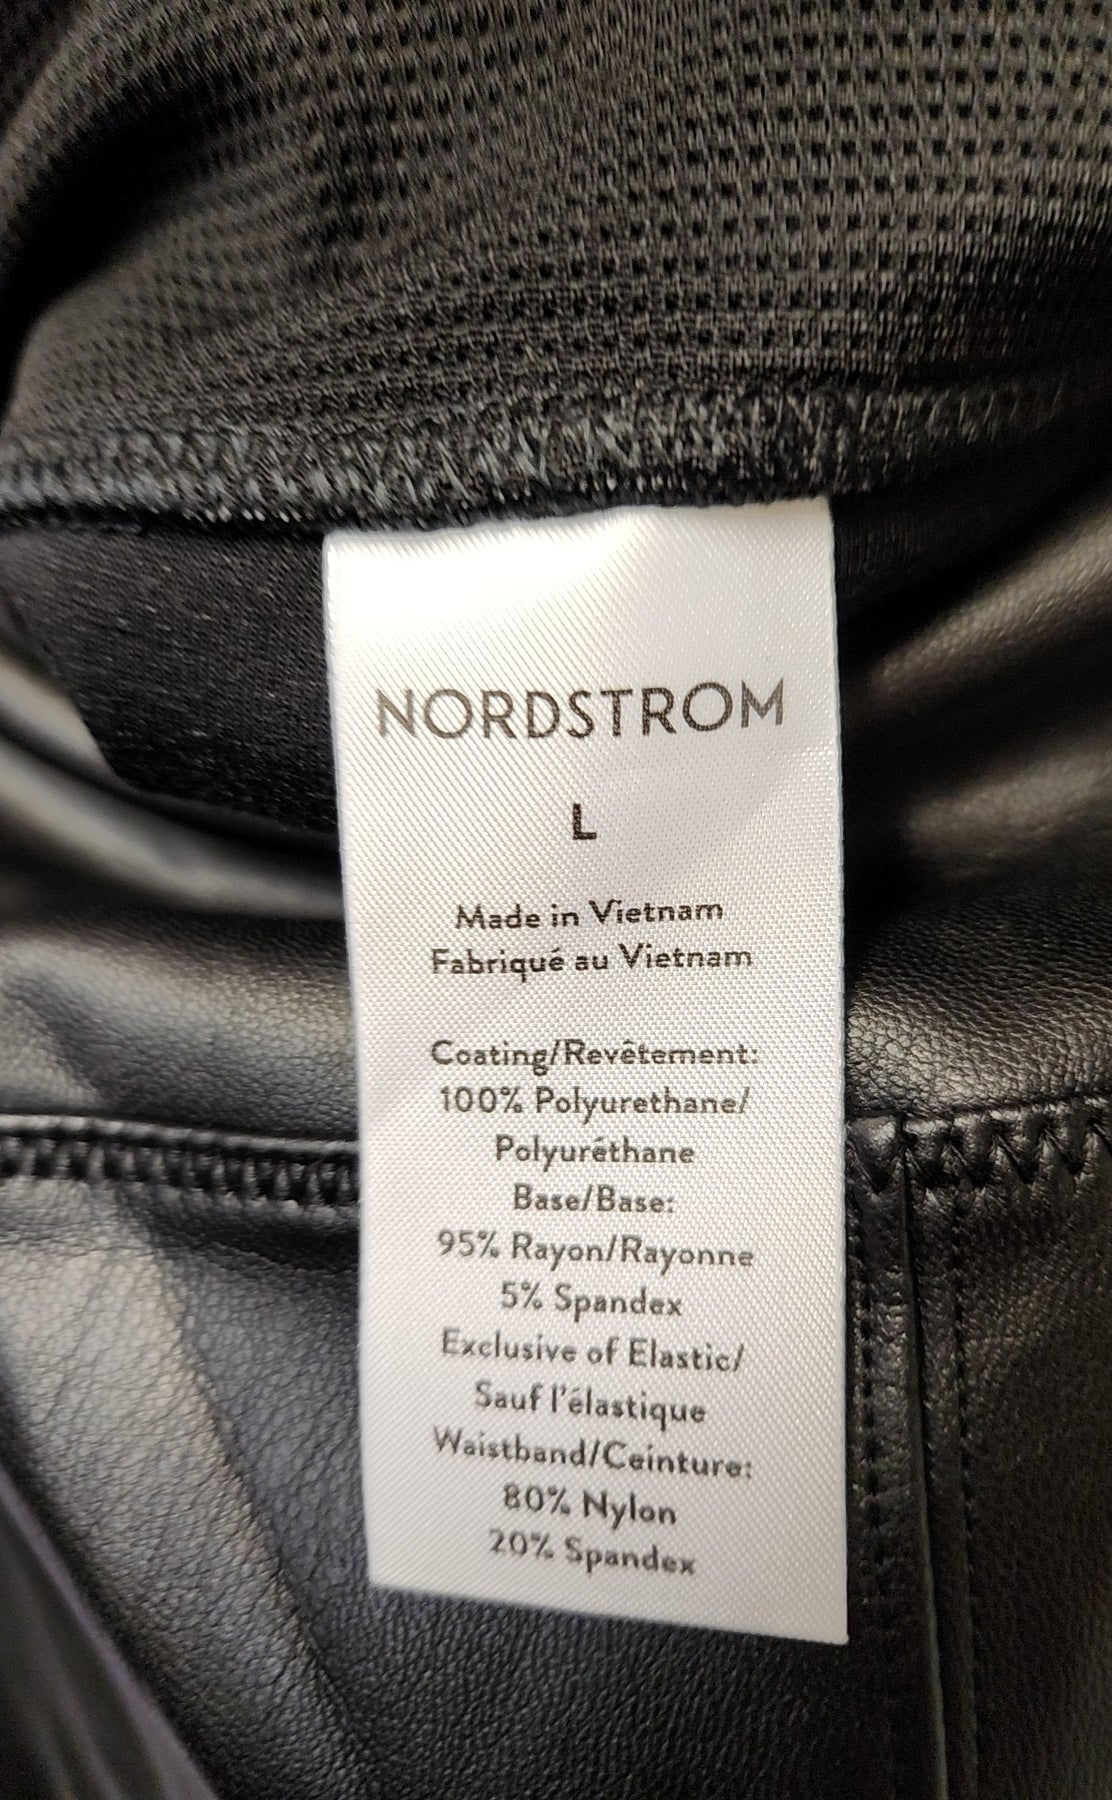 NORDSTROM
L
Made in Vietnam
Fabriqué au Vietnam
Coating/Revêtement:
100% Polyurethane/
Polyuréthane
Base/Base:
95% Rayon/Rayonne
5% Spandex
Exclusive of Elastic/
Sauf l'élastique
Waistband/Ceinture:
80% Nylon
20% Spandex